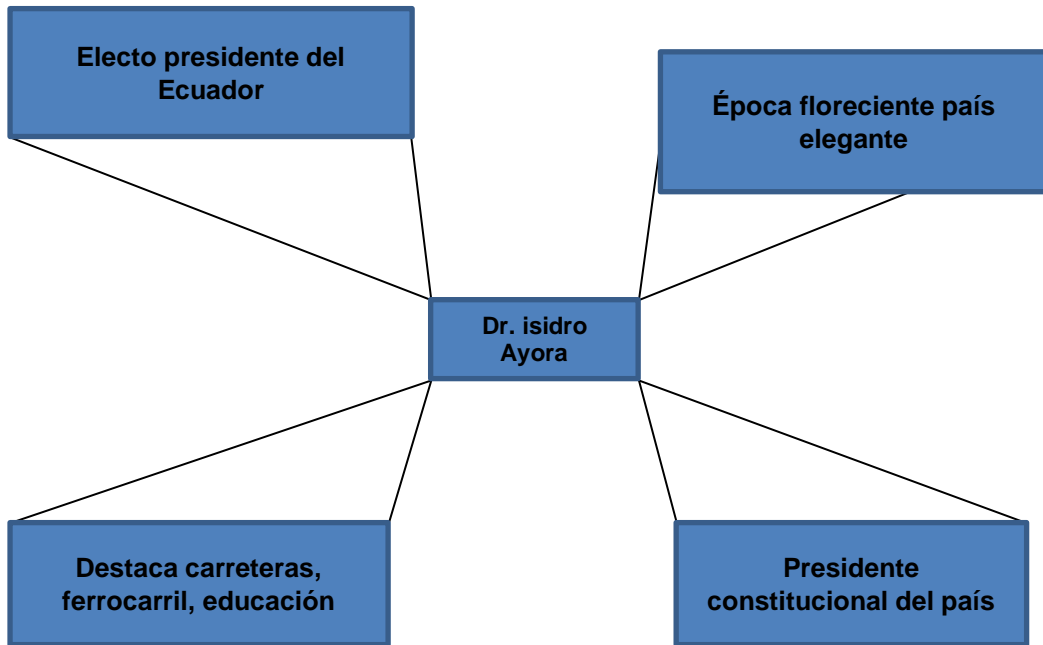 Electo presidente del
Ecuador
Época floreciente país
elegante
Dr. isidro
Ayora
Destaca carreteras,
ferrocarril, educación
Presidente
constitucional del país